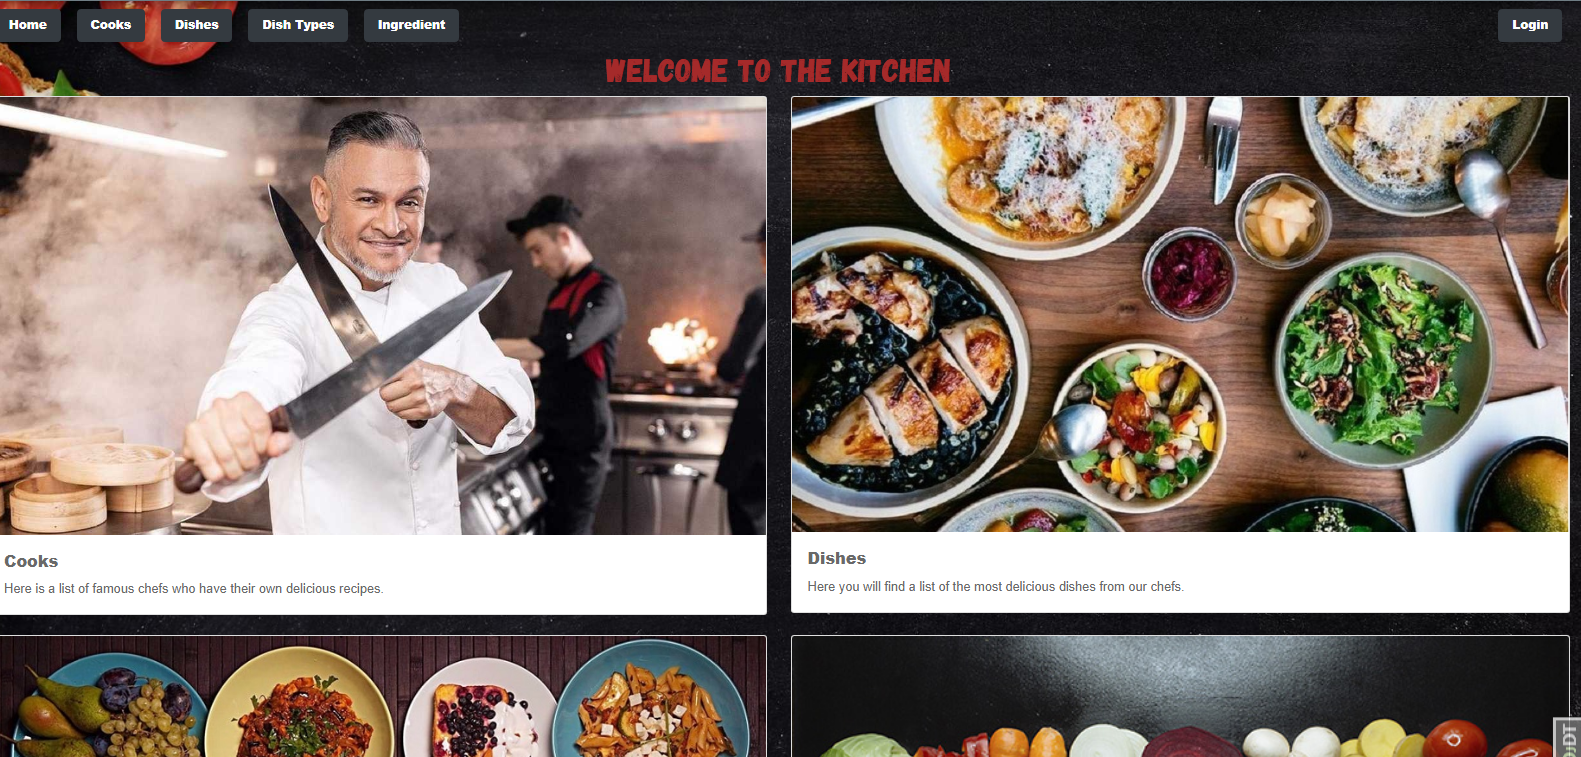 Home Cooks Dishes Dish Types Ingredient Login
WELCOME TO THE KITCHEN
Cooks
Here is a list of famous chefs who have their own delicious recipes.
Dishes
Here you will find a list of the most delicious dishes from our chefs.
DT